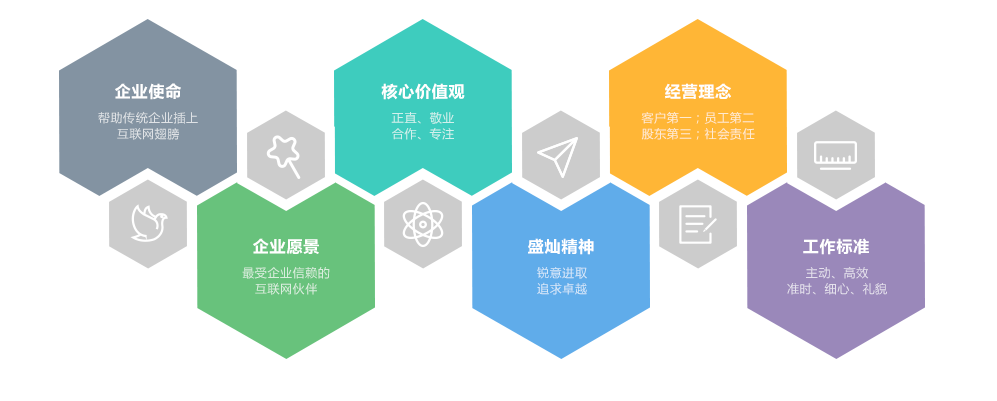 企业使命
帮助传统企业插上
互联网翅膀
企业愿景
最受企业信赖的
互联网伙伴
核心价值观
正直、敬业
合作、专注
盛灿精神
锐意进取
追求卓越
经营理念
客户第一；员工第二
股东第三；社会责任
工作标准
主动、高效
准时、细心、礼貌